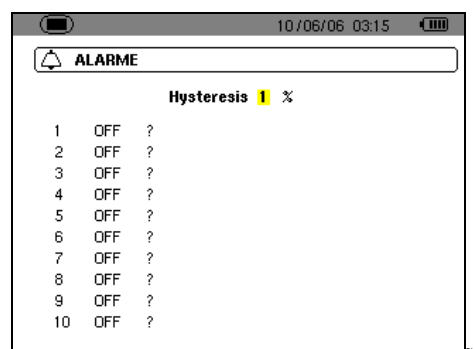 10/06/06 03:15
ALARME
Hysteresis 1 %
1 OFF ?
2 OFF ?
3 OFF ?
4 OFF ?
5 OFF ?
6 OFF ?
7 OFF ?
8 OFF ?
9 OFF ?
10 OFF ?